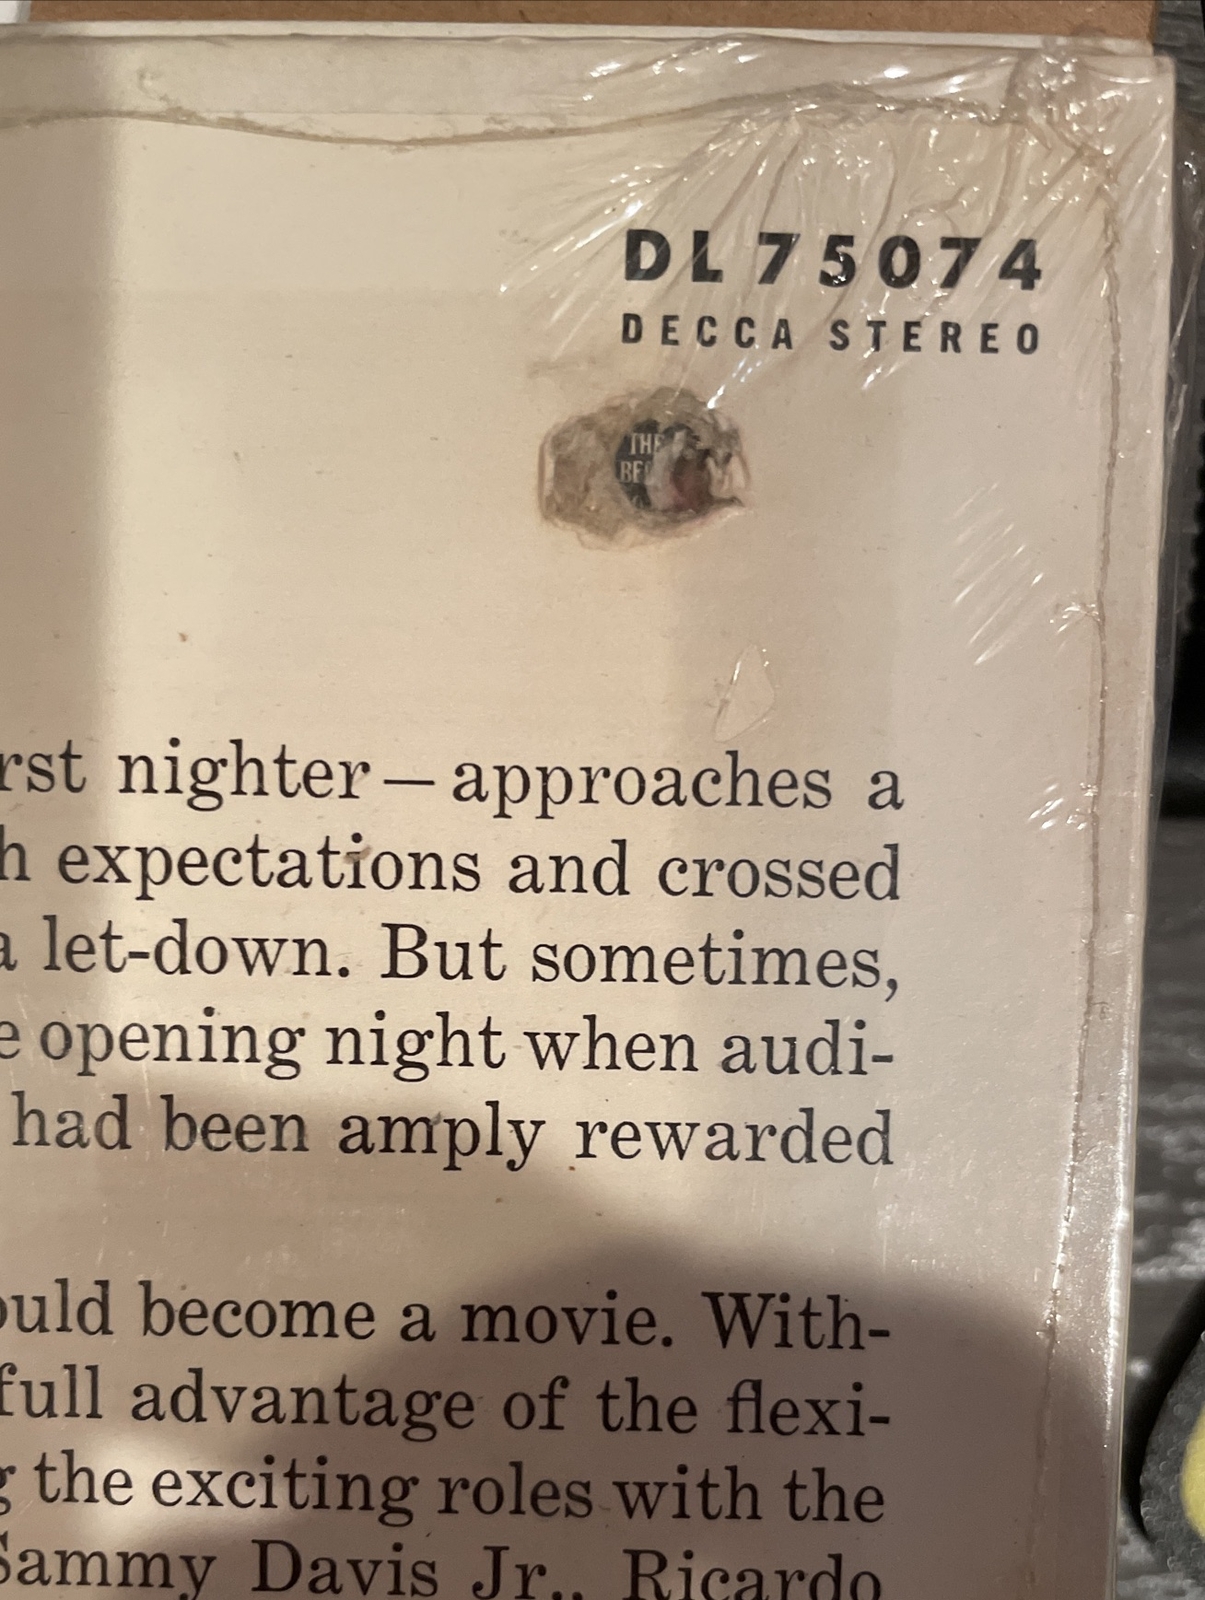 DL 75074
DECCA STEREO
THE
nighter — approaches a
expectations and crossed
let-down. But sometimes,
opening night when audi-
had been amply rewarded
become a movie. With-
full advantage of the flexi-
the exciting roles with the
Sammy Davis Jr., Ricardo